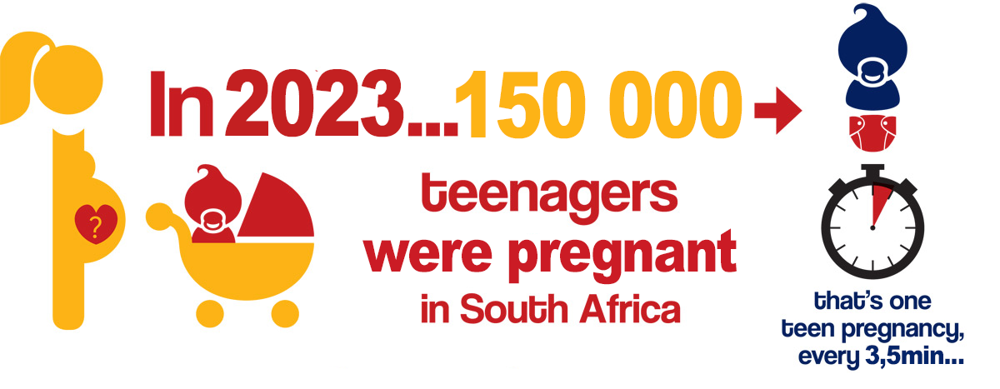 In 2023...150 000
teenagers
were pregnant
in South Africa
?
that's one
teen pregnancy,
every 3,5min...